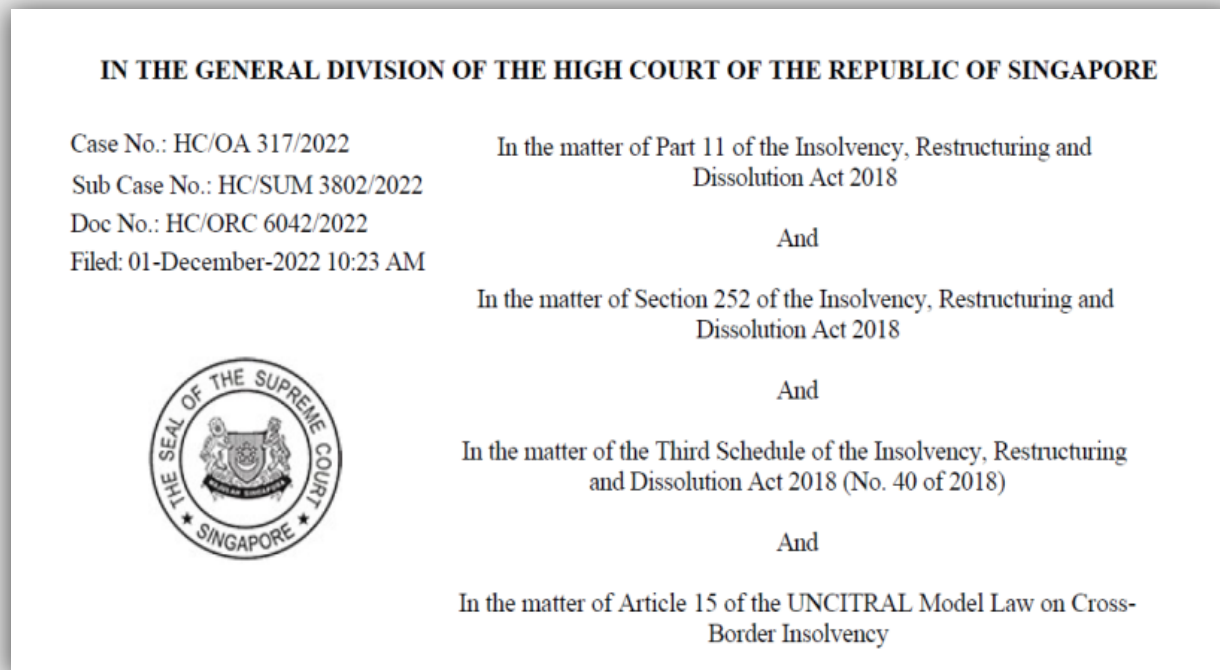 IN THE GENERAL DIVISION OF THE HIGH COURT OF THE REPUBLIC OF SINGAPORE
Case No.: HC/OA 317/2022
Sub Case No.: HC/SUM 3802/2022
Doc No.: HC/ORC 6042/2022
Filed: 01-December-2022 10:23 AM
THE SEAL OF THE SUPREME COURT
★ SINGAPORE ★
MAJULAH SINGAPURA
In the matter of Part 11 of the Insolvency, Restructuring and
Dissolution Act 2018
And
In the matter of Section 252 of the Insolvency, Restructuring and
Dissolution Act 2018
And
In the matter of the Third Schedule of the Insolvency, Restructuring
and Dissolution Act 2018 (No. 40 of 2018)
And
In the matter of Article 15 of the UNCITRAL Model Law on Cross-
Border Insolvency